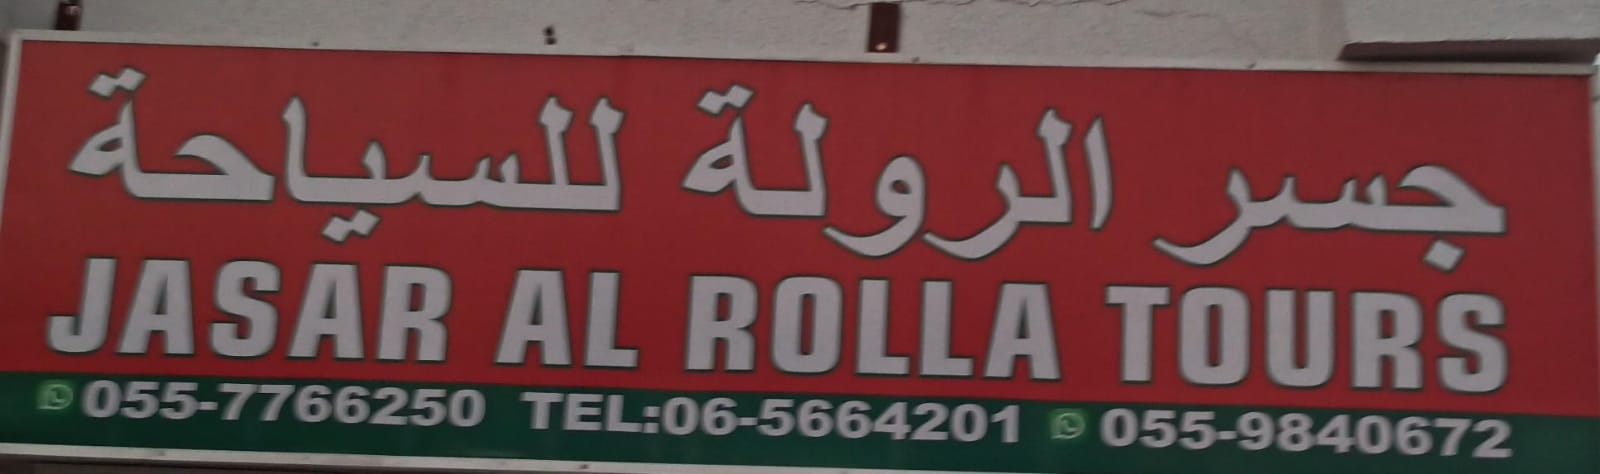 جسر الرولة للسياحة
JASAR AL ROLLA TOURS
055-7766250 TEL:06-5664201 055-9840672